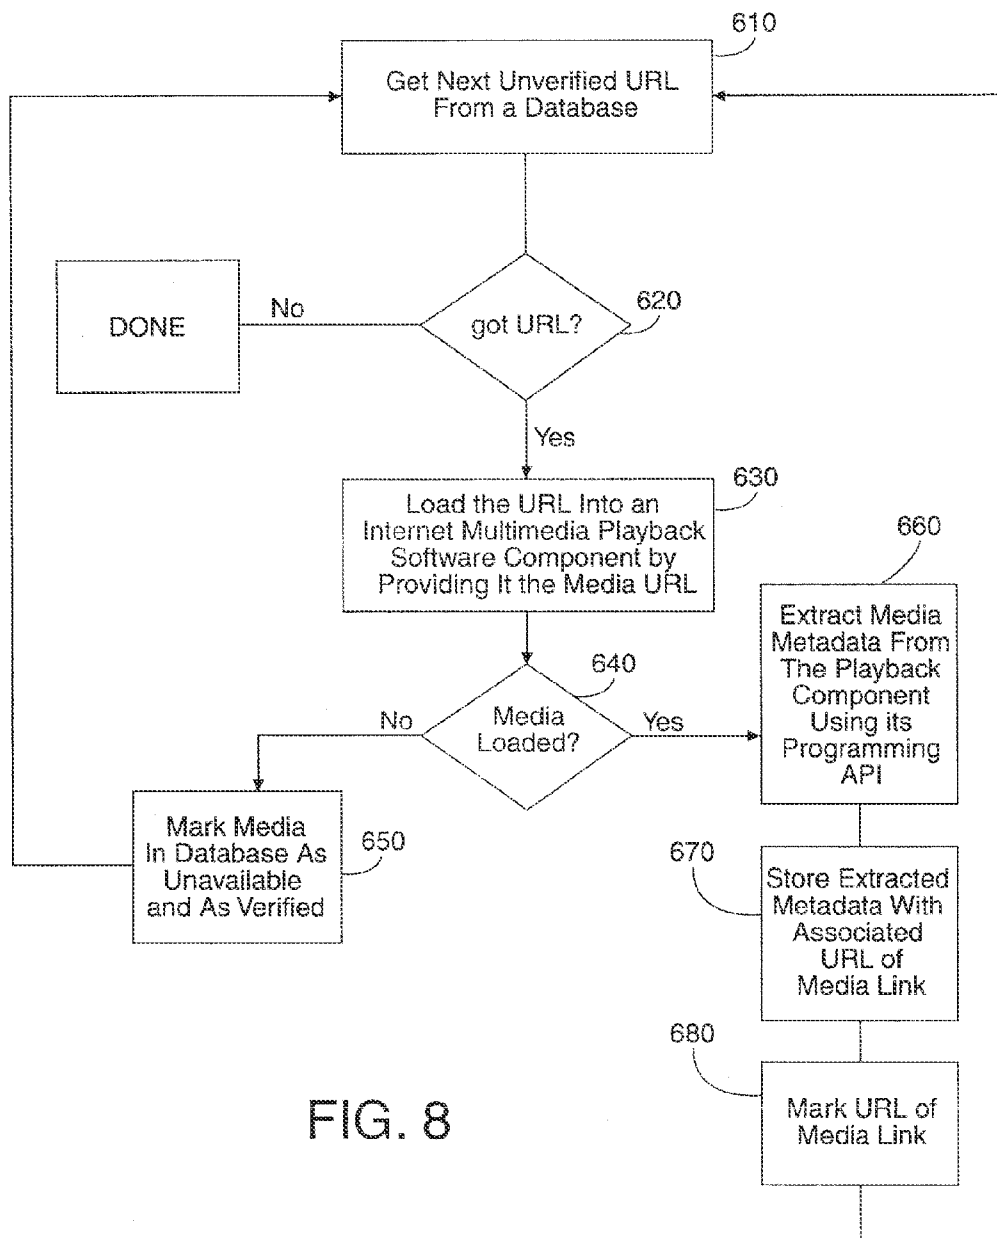 610
Get Next Unverified URL
From a Database
DONE
No
got URL?
620
Yes
630
Load the URL Into an
Internet Multimedia Playback
Software Component by
Providing It the Media URL
660
Extract Media
Metadata From
The Playback
Component
Using its
Programming
API
640
No
Media
Loaded?
Yes
Mark Media
In Database As
Unavailable
and As Verified
650
670
Store Extracted
Metadata With
Associated
URL of
Media Link
680
Mark URL of
Media Link
FIG. 8